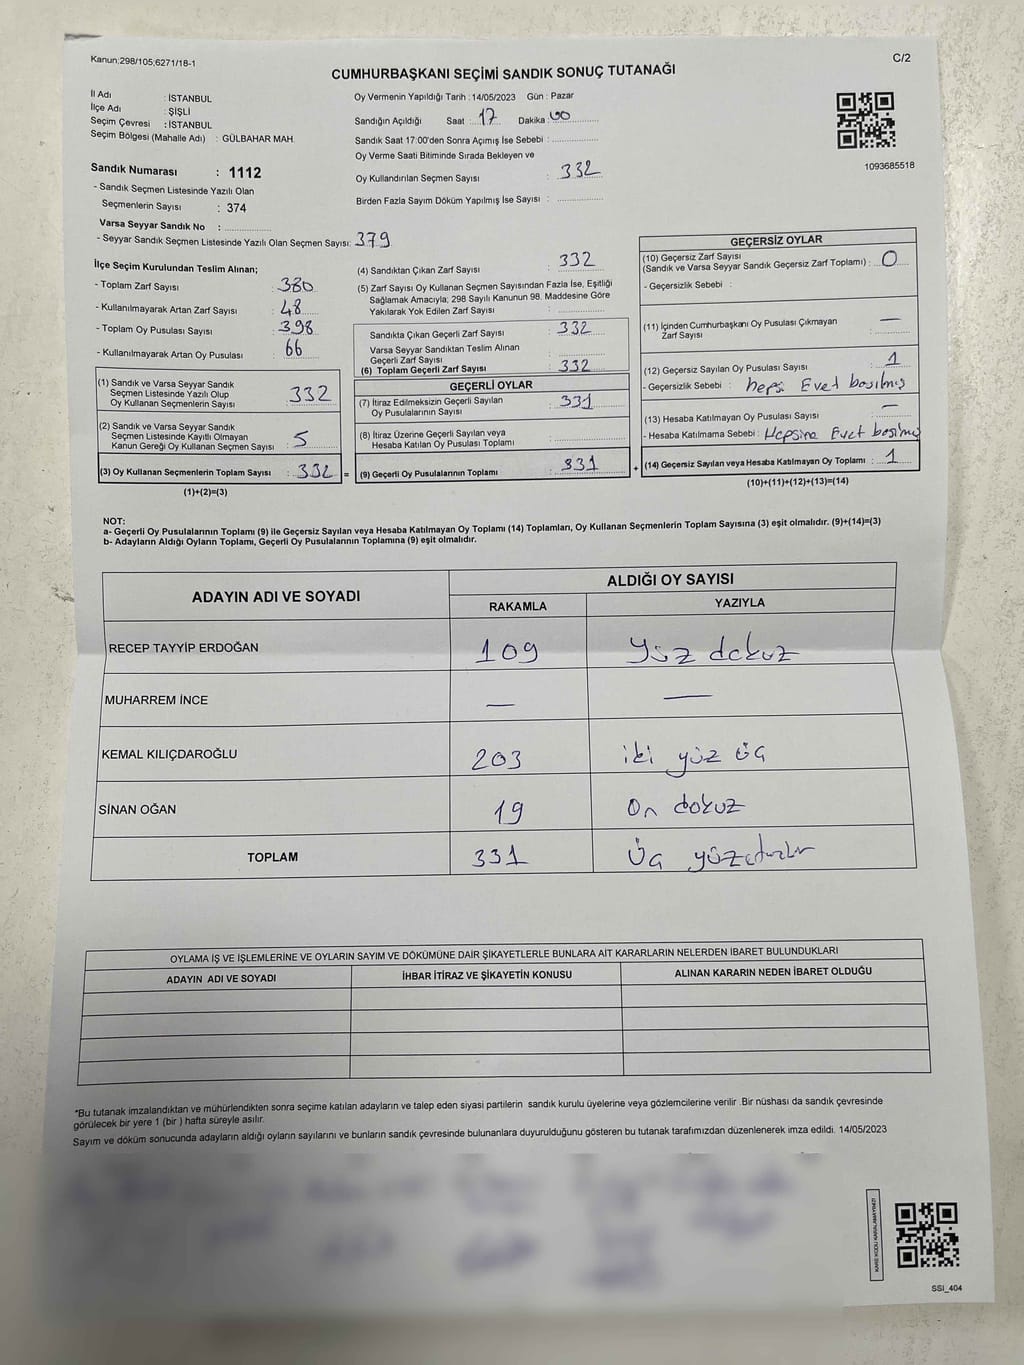 Kanun;298/105;6271/18-1
C/2
CUMHURBAŞKANI SEÇİMİ SANDIK SONUÇ TUTANAĞI
İl Adı : İSTANBUL
İlçe Adı : ŞİŞLİ
Seçim Çevresi : İSTANBUL
Seçim Bölgesi (Mahalle Adı) : GÜLBAHAR MAH.
Sandık Numarası : 1112
- Sandık Seçmen Listesinde Yazılı Olan
Seçmenlerin Sayısı : 374
Varsa Seyyar Sandık No :
- Seyyar Sandık Seçmen Listesinde Yazılı Olan Seçmen Sayısı: 379
Oy Vermenin Yapıldığı Tarih : 14/05/2023 Gün : Pazar
Sandığın Açıldığı Saat : 17 Dakika : 00
Sandık Saat 17:00'den Sonra Açımış İse Sebebi :
Oy Verme Saati Bitiminde Sırada Bekleyen ve
Oy Kullandırılan Seçmen Sayısı : 332
Birden Fazla Sayım Döküm Yapılmış İse Sayısı :
1093685518
İlçe Seçim Kurulundan Teslim Alınan;
- Toplam Zarf Sayısı : 380
- Kullanılmayarak Artan Zarf Sayısı : 48
- Toplam Oy Pusulası Sayısı : 398
- Kullanılmayarak Artan Oy Pusulası : 66
(1) Sandık ve Varsa Seyyar Sandık
Seçmen Listesinde Yazılı Olup
Oy Kullanan Seçmenlerin Sayısı : 332
(2) Sandık ve Varsa Seyyar Sandık
Seçmen Listesinde Kayıtlı Olmayan
Kanun Gereği Oy Kullanan Seçmen Sayısı : 5
(3) Oy Kullanan Seçmenlerin Toplam Sayısı : 332 =
(1)+(2)=(3)
(4) Sandıktan Çıkan Zarf Sayısı : 332
(5) Zarf Sayısı Oy Kullanan Seçmen Sayısından Fazla İse, Eşitliği
Sağlamak Amacıyla; 298 Sayılı Kanunun 98. Maddesine Göre
Yakılarak Yok Edilen Zarf Sayısı :
Sandıkta Çıkan Geçerli Zarf Sayısı : 332
Varsa Seyyar Sandıktan Teslim Alınan
Geçerli Zarf Sayısı :
(6) Toplam Geçerli Zarf Sayısı : 332
GEÇERLİ OYLAR
(7) İtiraz Edilmeksizin Geçerli Sayılan
Oy Pusulalarının Sayısı : 331
(8) İtiraz Üzerine Geçerli Sayılan veya
Hesaba Katılan Oy Pusulası Toplamı :
(9) Geçerli Oy Pusulalarının Toplamı : 331 +
GEÇERSİZ OYLAR
(10) Geçersiz Zarf Sayısı
(Sandık ve Varsa Seyyar Sandık Geçersiz Zarf Toplamı) : 0
- Geçersizlik Sebebi :
(11) İçinden Cumhurbaşkanı Oy Pusulası Çıkmayan
Zarf Sayısı : —
(12) Geçersiz Sayılan Oy Pusulası Sayısı : 1
- Geçersizlik Sebebi : hepsi Evet basılmış
(13) Hesaba Katılmayan Oy Pusulası Sayısı : —
- Hesaba Katılmama Sebebi : Hepsine Evet basılmış
(14) Geçersiz Sayılan veya Hesaba Katılmayan Oy Toplamı : 1
(10)+(11)+(12)+(13)=(14)
NOT:
a- Geçerli Oy Pusulalarının Toplamı (9) ile Geçersiz Sayılan veya Hesaba Katılmayan Oy Toplamı (14) Toplamları, Oy Kullanan Seçmenlerin Toplam Sayısına (3) eşit olmalıdır. (9)+(14)=(3)
b- Adayların Aldığı Oyların Toplamı, Geçerli Oy Pusulalarının Toplamına (9) eşit olmalıdır.
ADAYIN ADI VE SOYADI ALDIĞI OY SAYISI
RAKAMLA YAZIYLA
RECEP TAYYİP ERDOĞAN 109 Yüz dokuz
MUHARREM İNCE — —
KEMAL KILIÇDAROĞLU 203 iki yüz üç
SİNAN OĞAN 19 On dokuz
TOPLAM 331 Üç yüz
OYLAMA İŞ VE İŞLEMLERİNE VE OYLARIN SAYIM VE DÖKÜMÜNE DAİR ŞİKAYETLERLE BUNLARA AİT KARARLARIN NELERDEN İBARET BULUNDUKLARI
ADAYIN ADI VE SOYADI İHBAR İTİRAZ VE ŞİKAYETİN KONUSU ALINAN KARARIN NEDEN İBARET OLDUĞU
*Bu tutanak imzalandıktan ve mühürlendikten sonra seçime katılan adayların ve talep eden siyasi partilerin sandık kurulu üyelerine veya gözlemcilerine verilir .Bir nüshası da sandık çevresinde
görülecek bir yere 1 (bir ) hafta süreyle asılır.
Sayım ve döküm sonucunda adayların aldığı oyların sayılarını ve bunların sandık çevresinde bulunanlara duyurulduğunu gösteren bu tutanak tarafımızdan düzenlenerek imza edildi. 14/05/2023
KARE KODU KARALAMAYINIZ!
SSI_404